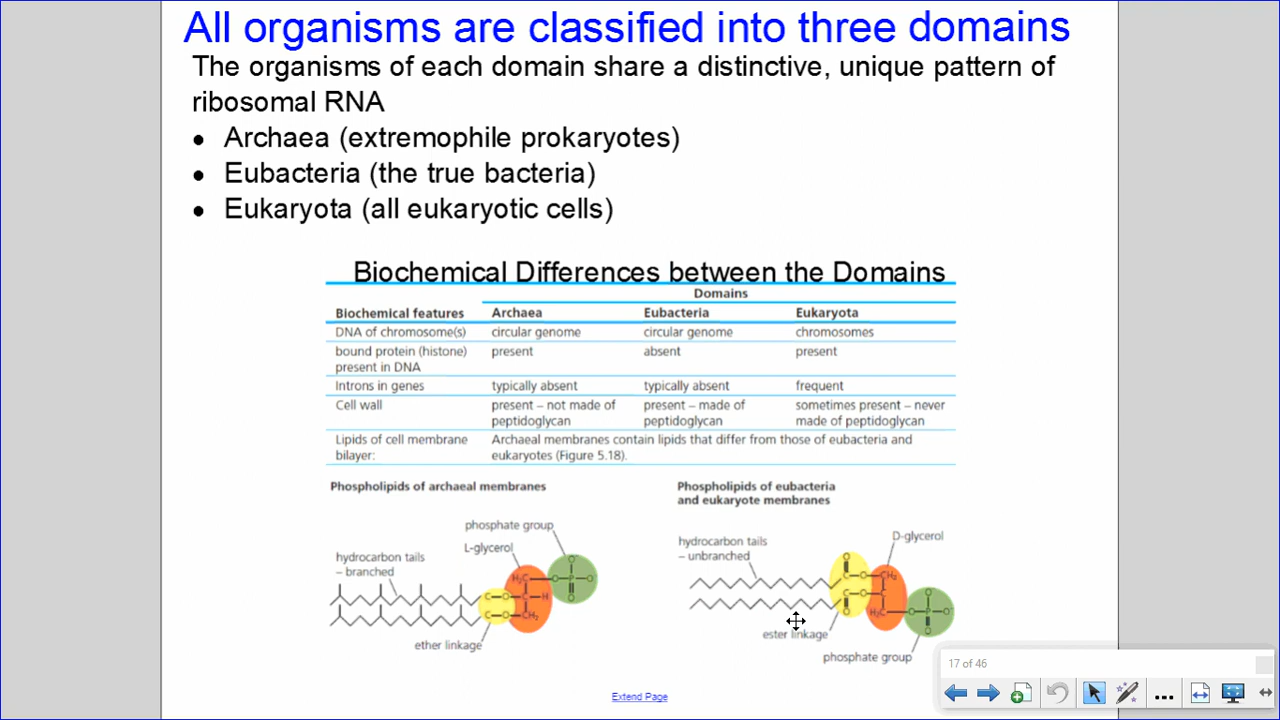 All organisms are classified into three domains
The organisms of each domain share a distinctive, unique pattern of
ribosomal RNA
• Archaea (extremophile prokaryotes)
• Eubacteria (the true bacteria)
• Eukaryota (all eukaryotic cells)
Biochemical Differences between the Domains
Domains
Biochemical features Archaea Eubacteria Eukaryota
DNA of chromosome(s) circular genome circular genome chromosomes
bound protein (histone) present absent present
present in DNA
Introns in genes typically absent typically absent frequent
Cell wall present – not made of present – made of sometimes present – never
peptidoglycan peptidoglycan made of peptidoglycan
Lipids of cell membrane Archaeal membranes contain lipids that differ from those of eubacteria and
bilayer: eukaryotes (Figure 5.18).
Phospholipids of archaeal membranes
phosphate group
L-glycerol
hydrocarbon tails
– branched
H₂C O P O
O
O
C O C H
C O CH₂
ether linkage
Phospholipids of eubacteria
and eukaryote membranes
D-glycerol
hydrocarbon tails
– unbranched
O
C O CH₂
C O C
O
H₂C O P O
O
O
ester linkage
phosphate group
Extend Page
17 of 46